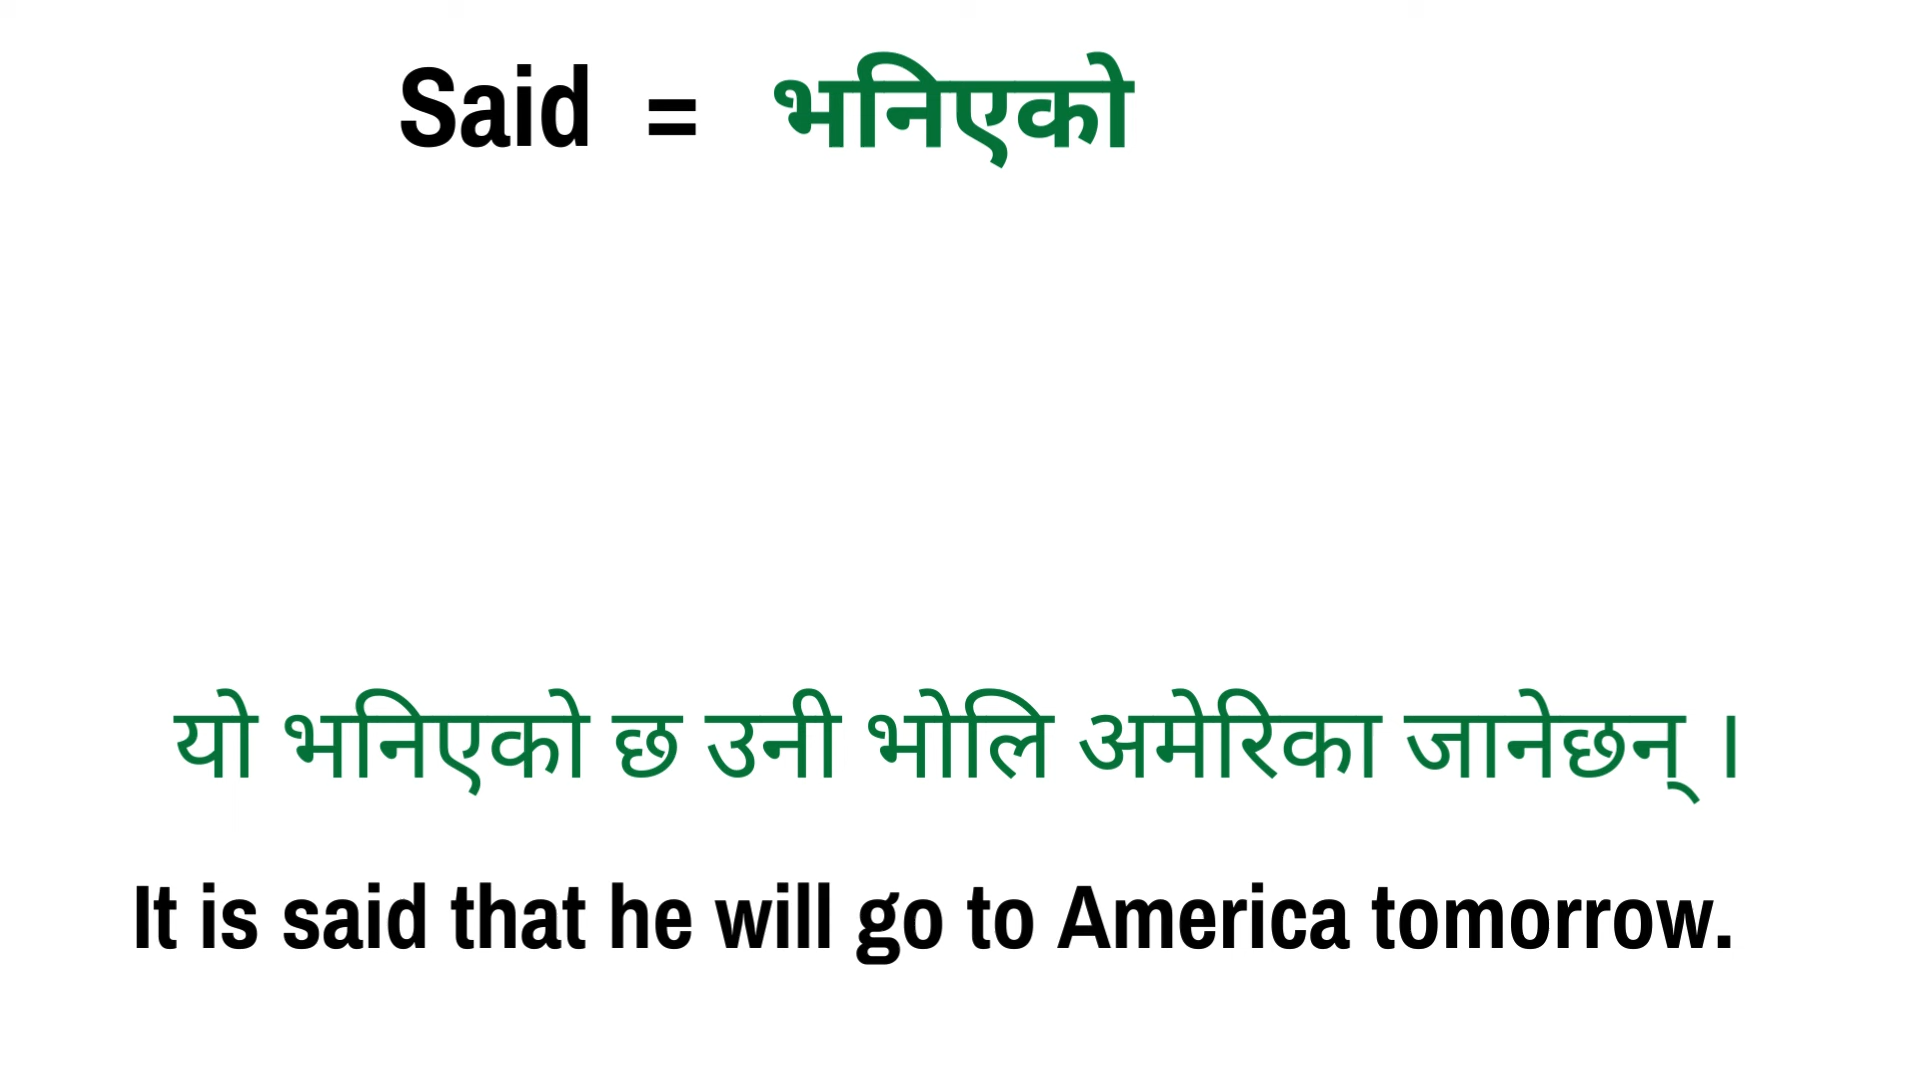 Said = भनिएको
यो भनिएको छ उनी भोलि अमेरिका जानेछन् ।
It is said that he will go to America tomorrow.